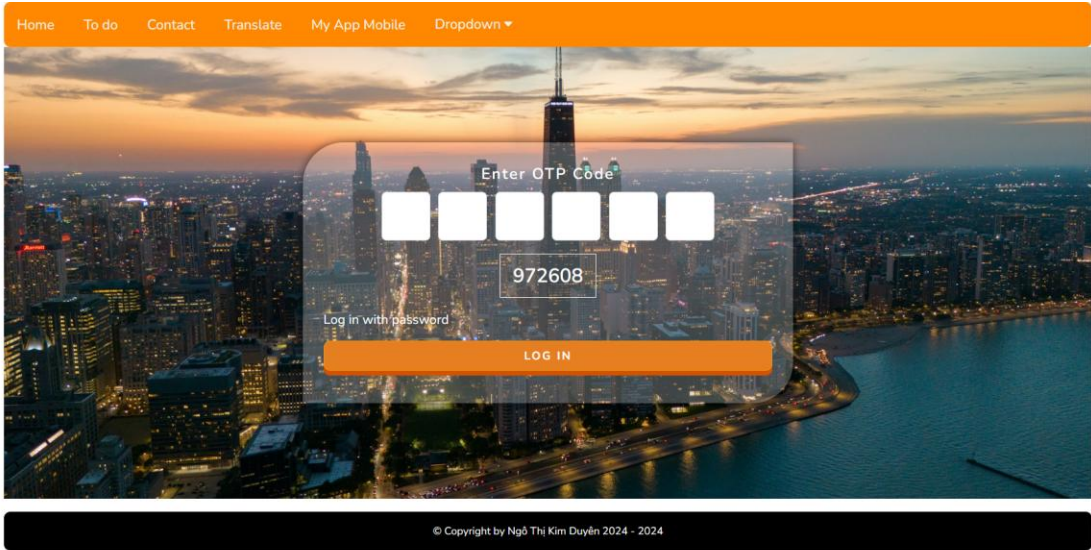 Home To do Contact Translate My App Mobile Dropdown
Enter OTP Code
972608
Log in with password
LOG IN
Marriott
© Copyright by Ngô Thị Kim Duyên 2024 - 2024